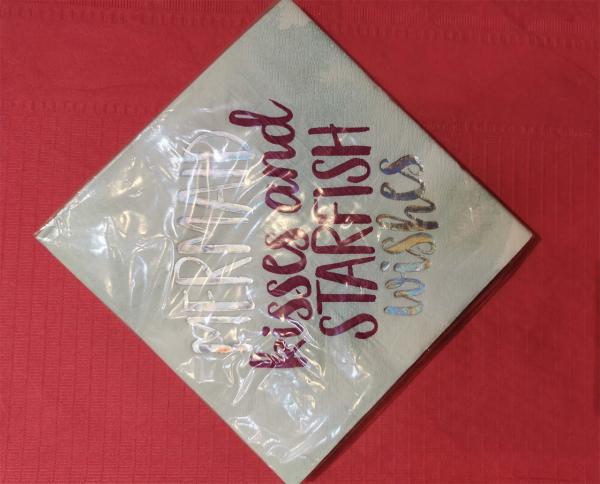 MERMAID
kisses and
STARFISH
wishes